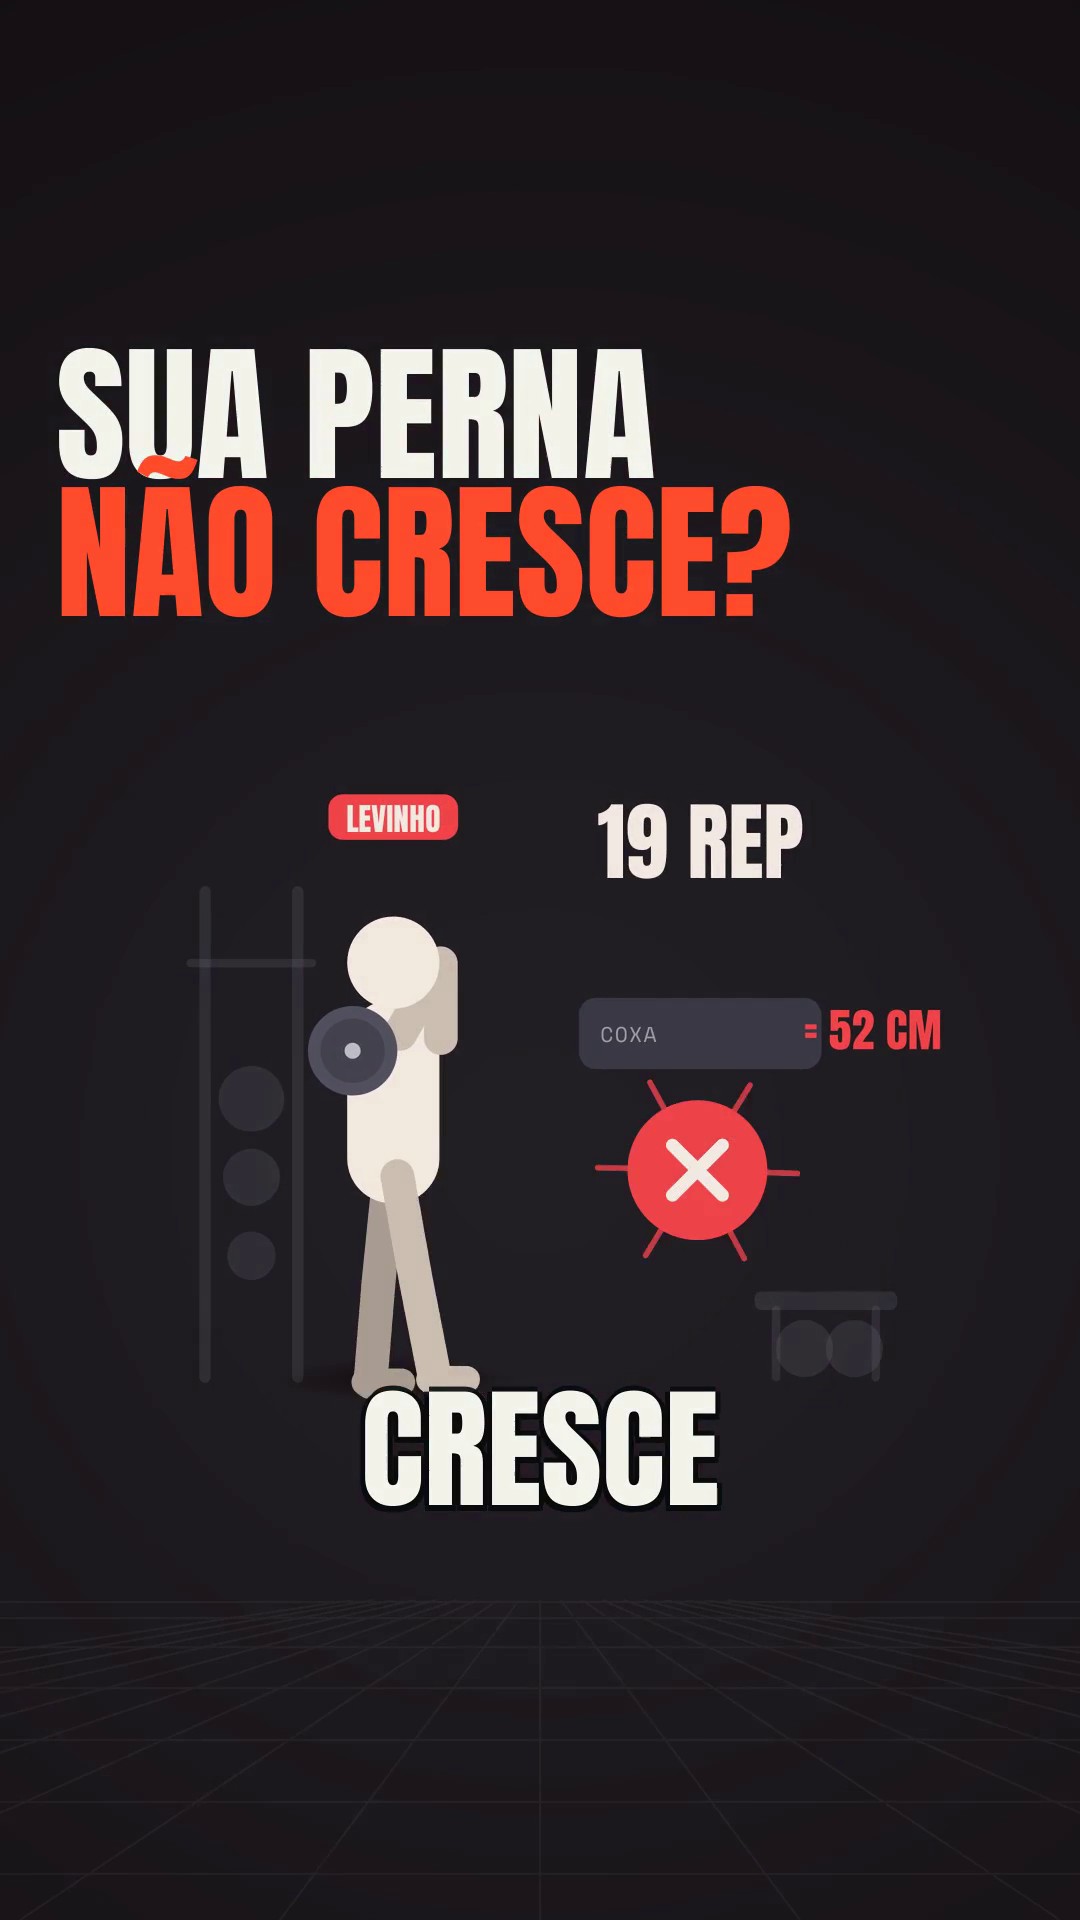 SUA PERNA
NÃO CRESCE?
LEVINHO
19 REP
COXA
= 52 CM
CRESCE